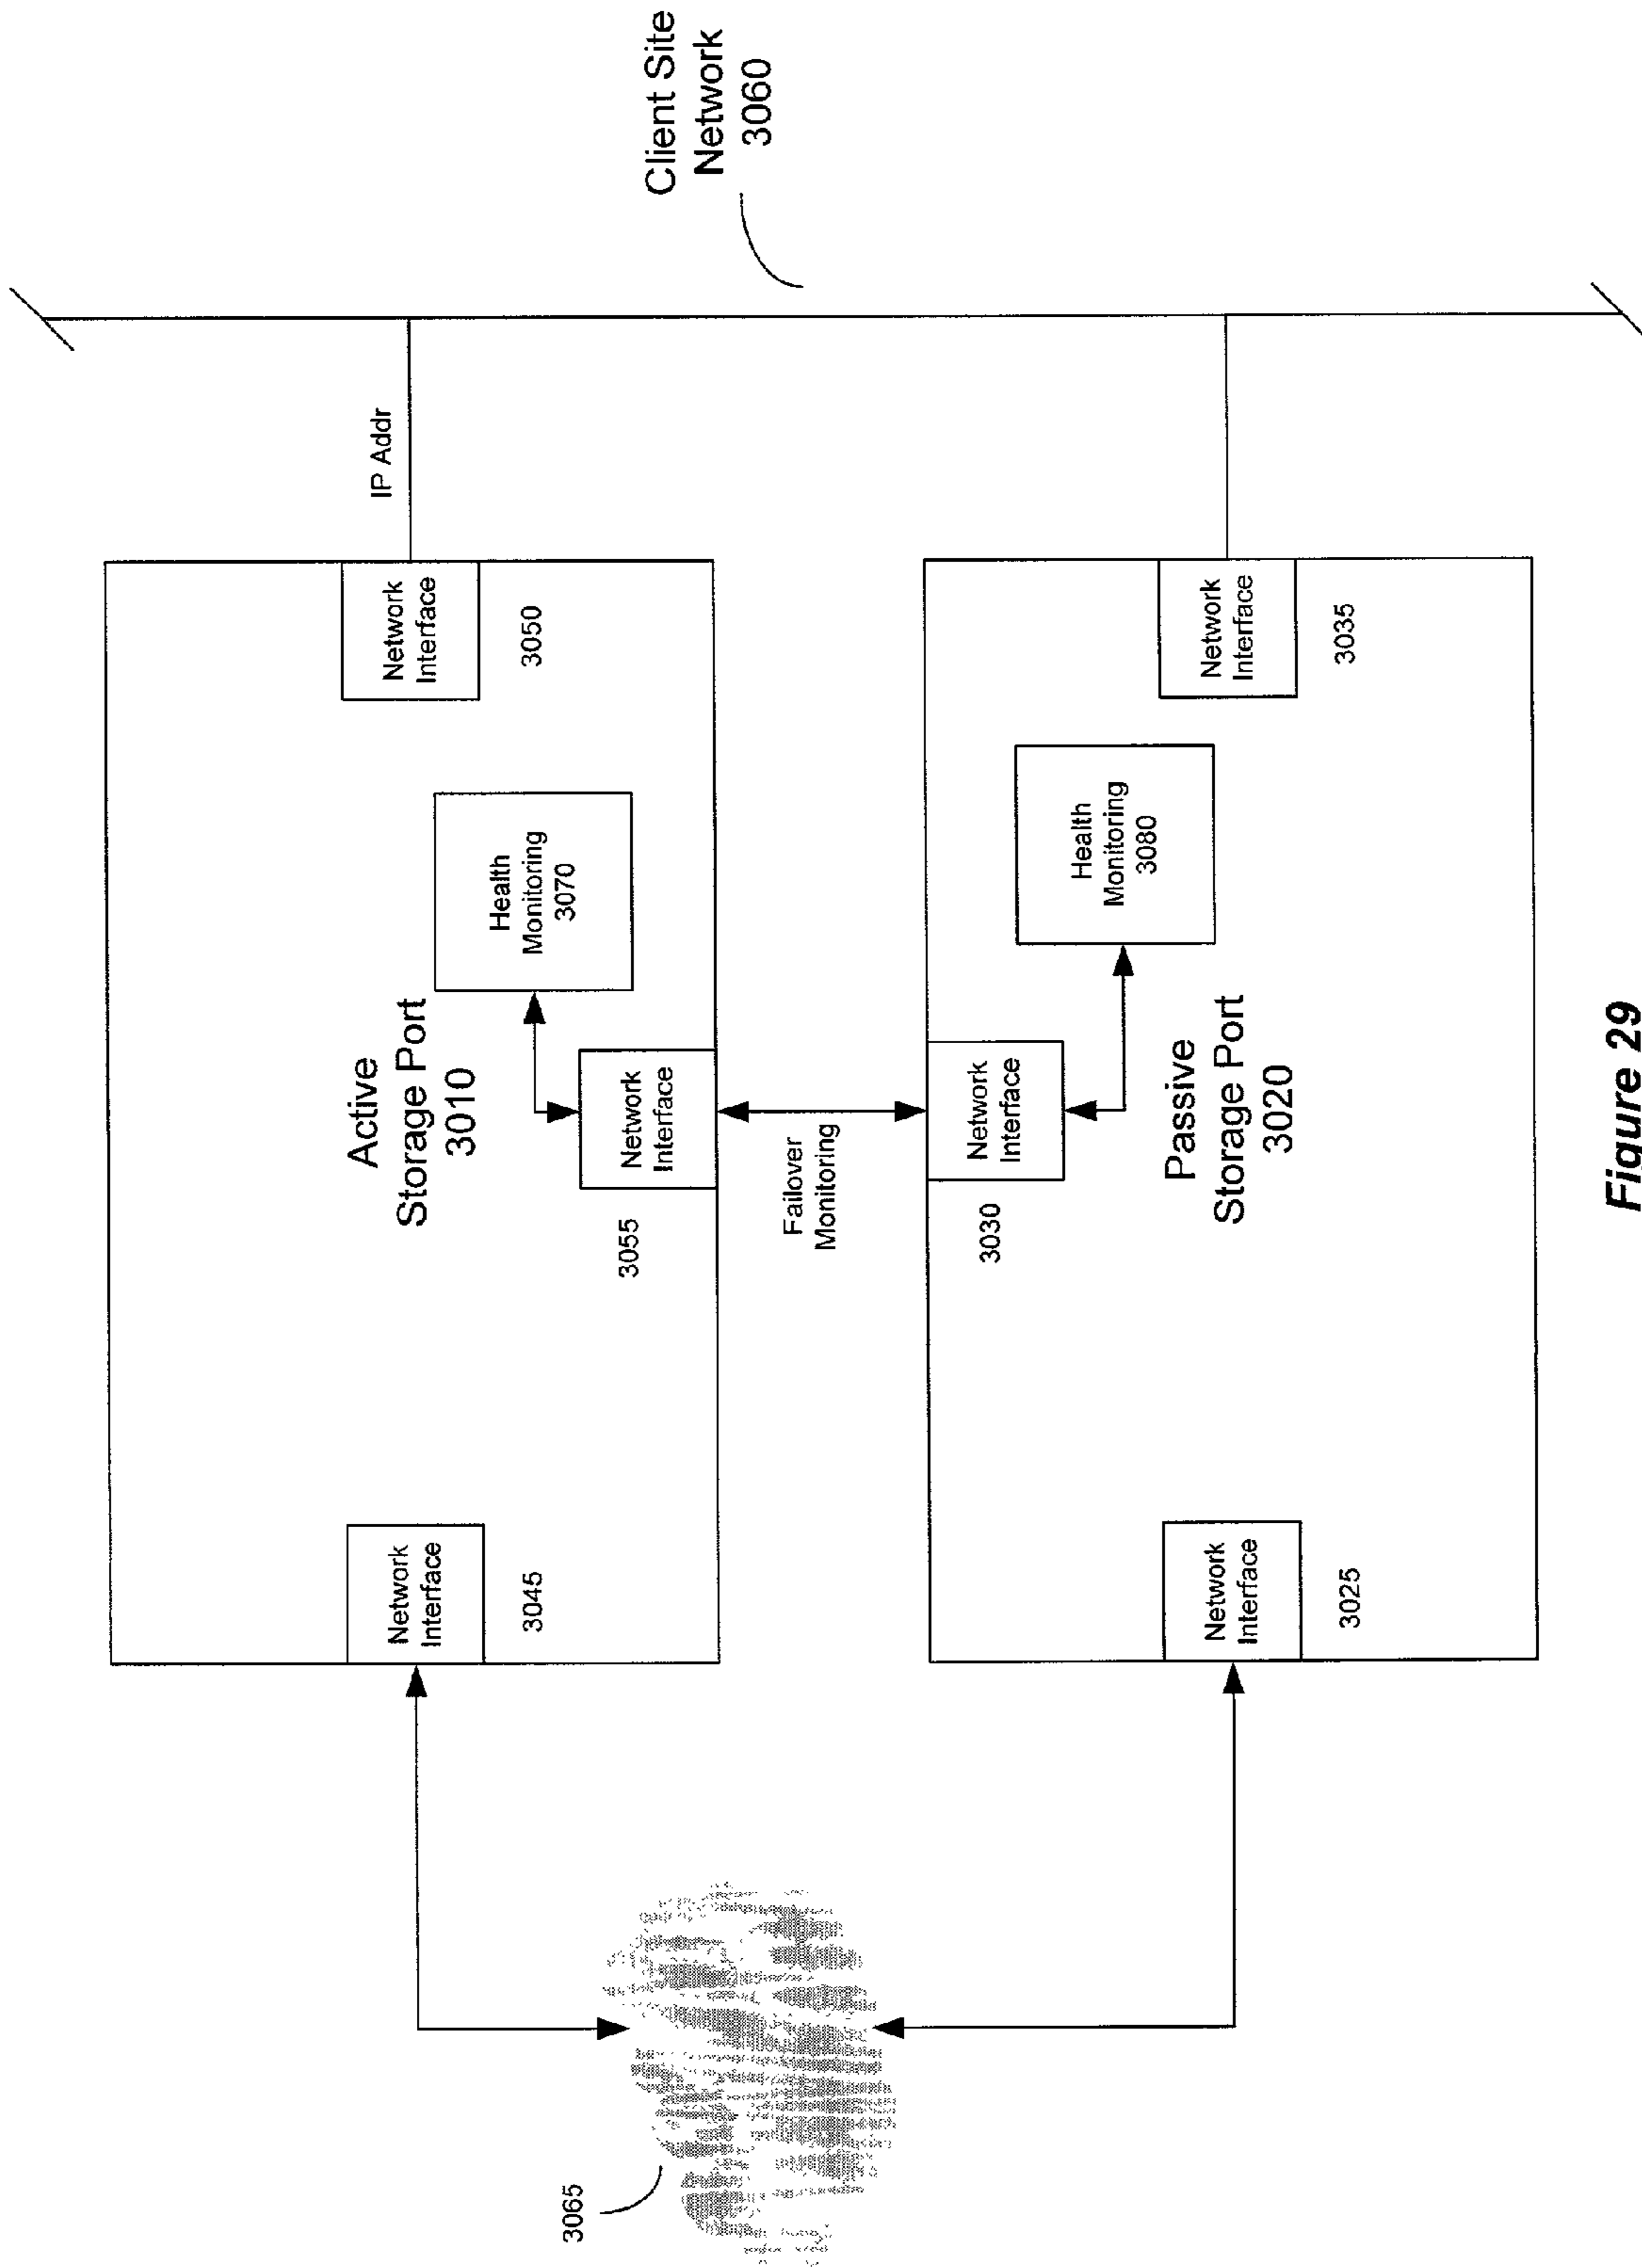 Client Site
Network
3060
IP Addr
Network
Interface
3050
Health
Monitoring
3070
Active
Storage Port
3010
Network
Interface
3055
Network
Interface
3045
Failover
Monitoring
Network
Interface
3035
Health
Monitoring
3080
Network
Interface
3030
Passive
Storage Port
3020
Network
Interface
3025
3065
Figure 29